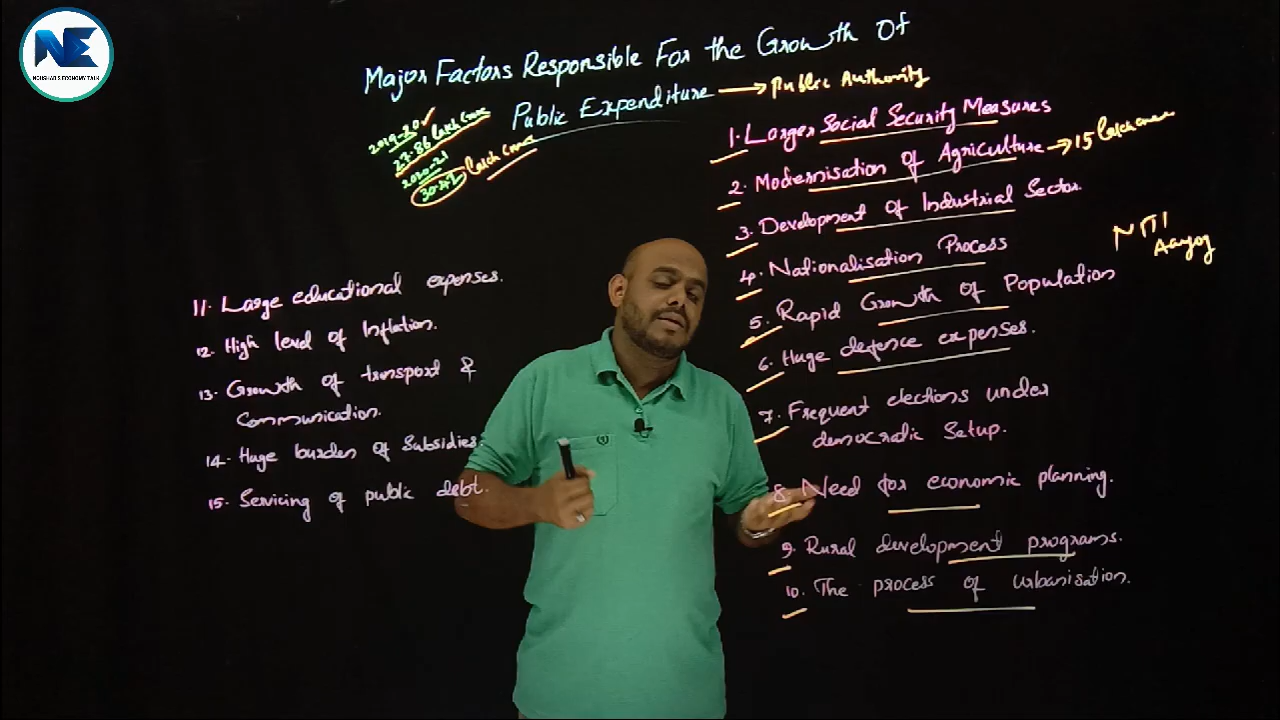 NE
NOUSHAD'S ECONOMY TALK
Major Factors Responsible For the Growth Of
Public Expenditure → Public Authority
2019-20 ✓
27.86 Lakh Crore
2020-21
30.42 Lakh Crore
1. Larger Social Security Measures
2. Modernisation of Agriculture → 15 Lakh crore
3. Development of Industrial Sector.
4. Nationalisation Process
5. Rapid Growth of Population
6. Huge defence expenses.
7. Frequent elections under
democratic Setup.
8. Need for economic planning.
9. Rural development programs.
10. The process of urbanisation.
NITI
Aayog
11. Large educational expenses.
12. High level of Inflation.
13. Growth of transport &
Communication.
14. Huge burden of Subsidies.
15. Servicing of public debt.